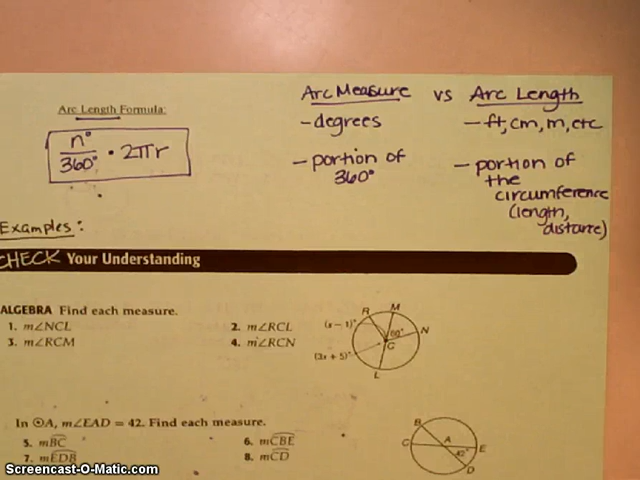 Arc Length Formula:
n°
360°
· 2πr
Arc Measure vs Arc Length
- degrees
- portion of
360°
- ft, cm, m, etc
- portion of
the
circumference
(length,
distance)
Examples:
CHECK Your Understanding
ALGEBRA Find each measure.
1. m∠NCL
2. m∠RCL
3. m∠RCM
4. m∠RCN
R
M
N
(x − 1)°
60°
C
(3x + 5)°
L
In ⊙A, m∠EAD = 42. Find each measure.
5. mBC
6. mCBE
7. mEDB
8. mCD
B
C
A
E
42°
D
Screencast-O-Matic.com